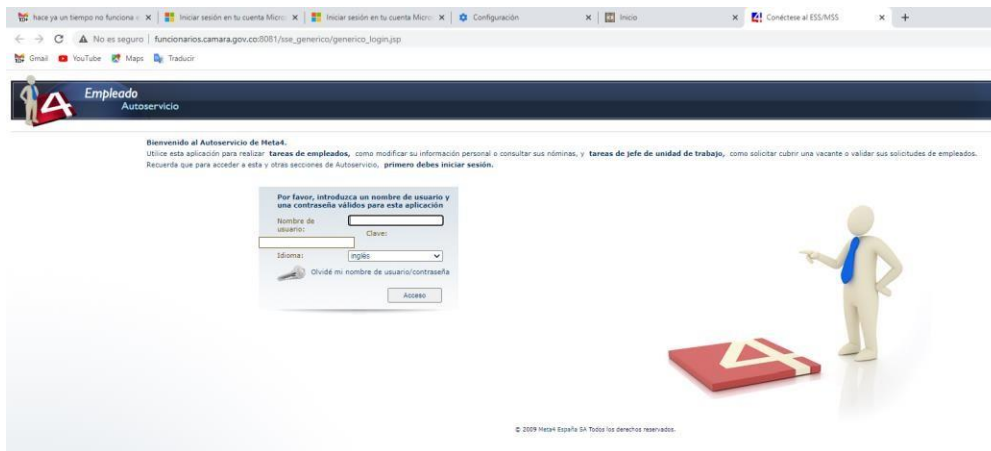 hace ya un tiempo no funciona
Iniciar sesión en tu cuenta Micro
Iniciar sesión en tu cuenta Micro
Configuración
Inicio
Conéctese al ESS/MSS
No es seguro | funcionarios.camara.gov.co:8081/sse_generico/generico_login.jsp
Gmail YouTube Maps Traducir
Empleado
Autoservicio
Bienvenido al Autoservicio de Meta4.
Utilice esta aplicación para realizar tareas de empleados, como modificar su información personal o consultar sus nóminas, y tareas de jefe de unidad de trabajo, como solicitar cubrir una vacante o validar sus solicitudes de empleados.
Recuerda que para acceder a esta y otras secciones de Autoservicio, primero debes iniciar sesión.
Por favor, introduzca un nombre de usuario y
una contraseña válidos para esta aplicación
Nombre de
usuario:
Clave:
Idioma: inglés
Olvidé mi nombre de usuario/contraseña
Acceso
4
© 2009 Meta4 España SA Todos los derechos reservados.